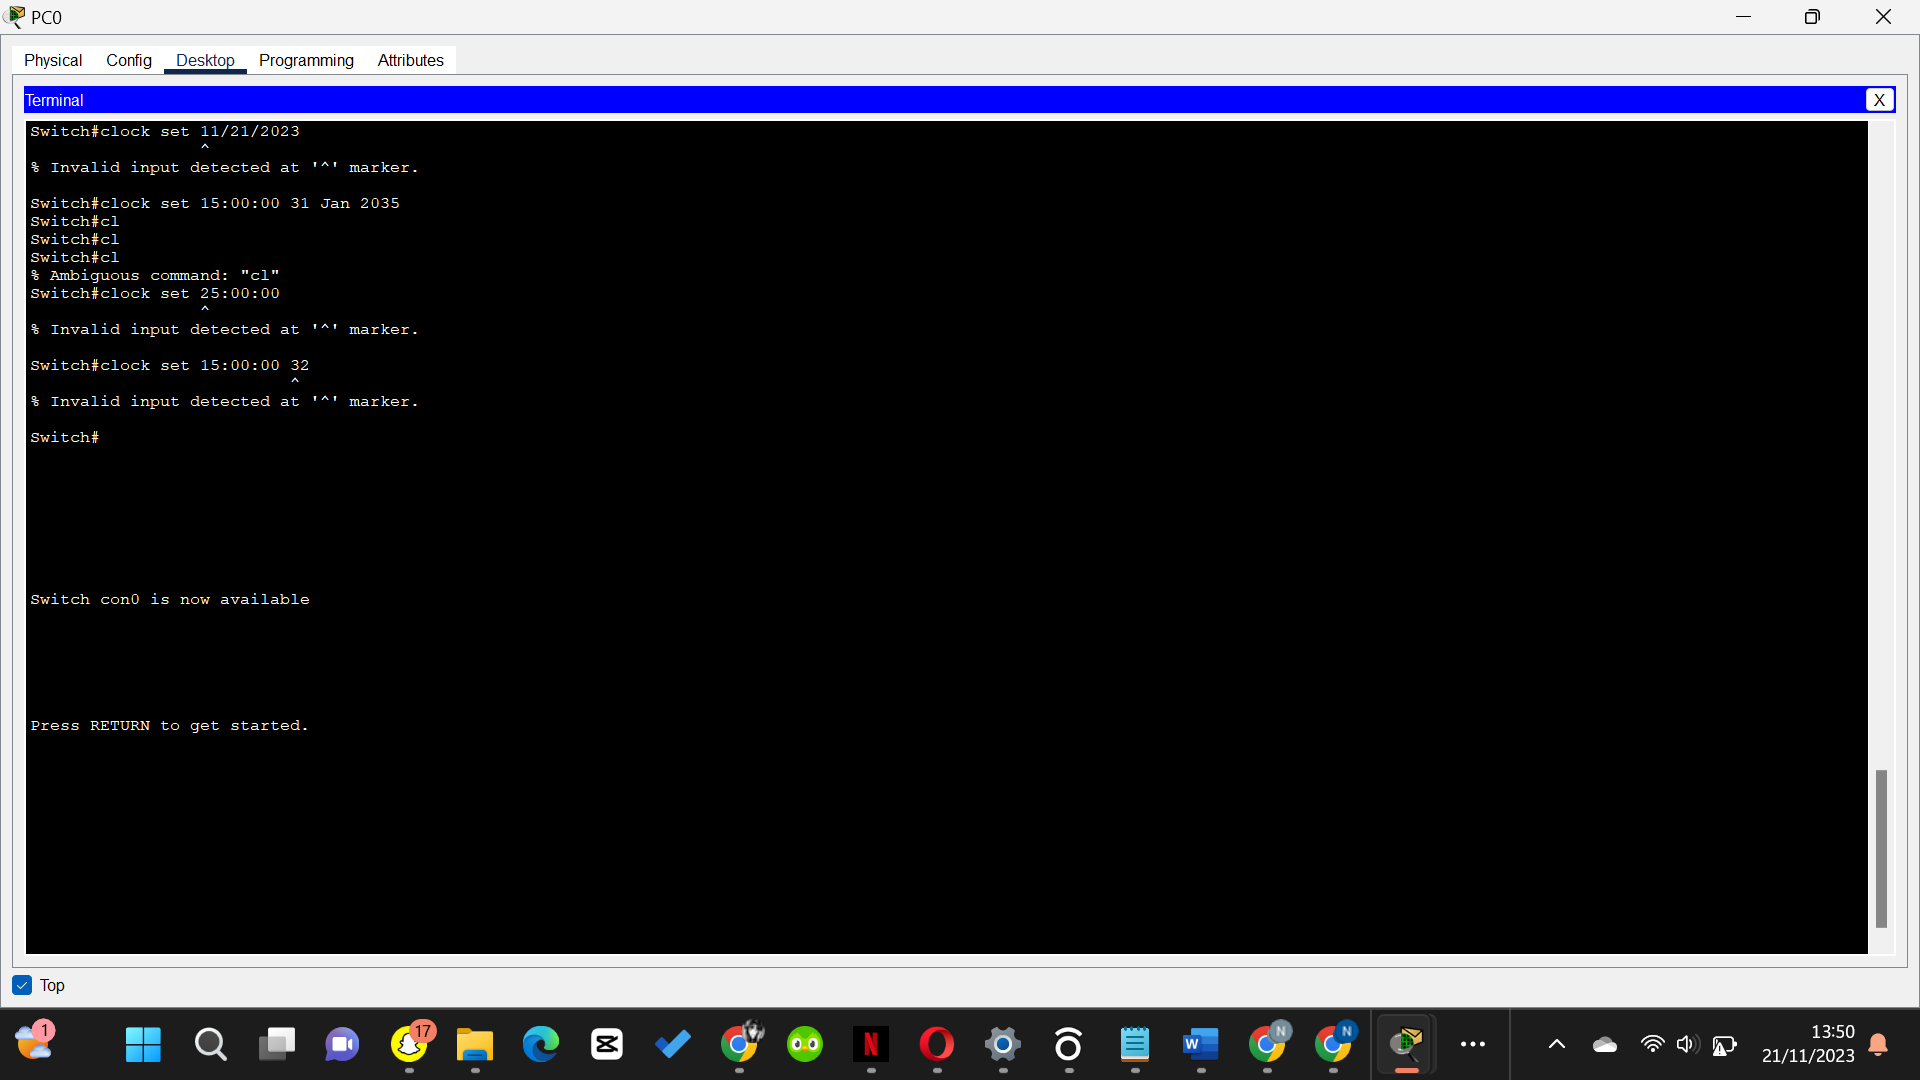 PC0
Physical Config Desktop Programming Attributes
Terminal
X
Switch#clock set 11/21/2023
^
% Invalid input detected at '^' marker.
Switch#clock set 15:00:00 31 Jan 2035
Switch#cl
Switch#cl
Switch#cl
% Ambiguous command: "cl"
Switch#clock set 25:00:00
^
% Invalid input detected at '^' marker.
Switch#clock set 15:00:00 32
^
% Invalid input detected at '^' marker.
Switch#
Switch con0 is now available
Press RETURN to get started.
Top
1
17
N
W
N
N
13:50
21/11/2023